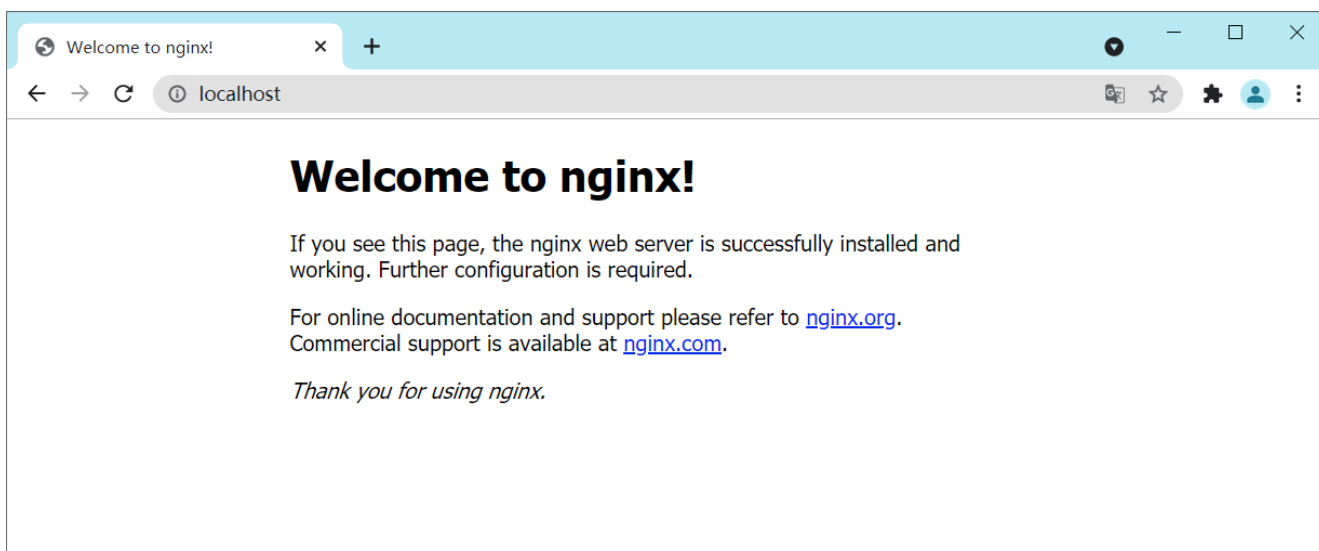 Welcome to nginx!
localhost
Welcome to nginx!
If you see this page, the nginx web server is successfully installed and
working. Further configuration is required.
For online documentation and support please refer to nginx.org.
Commercial support is available at nginx.com.
Thank you for using nginx.